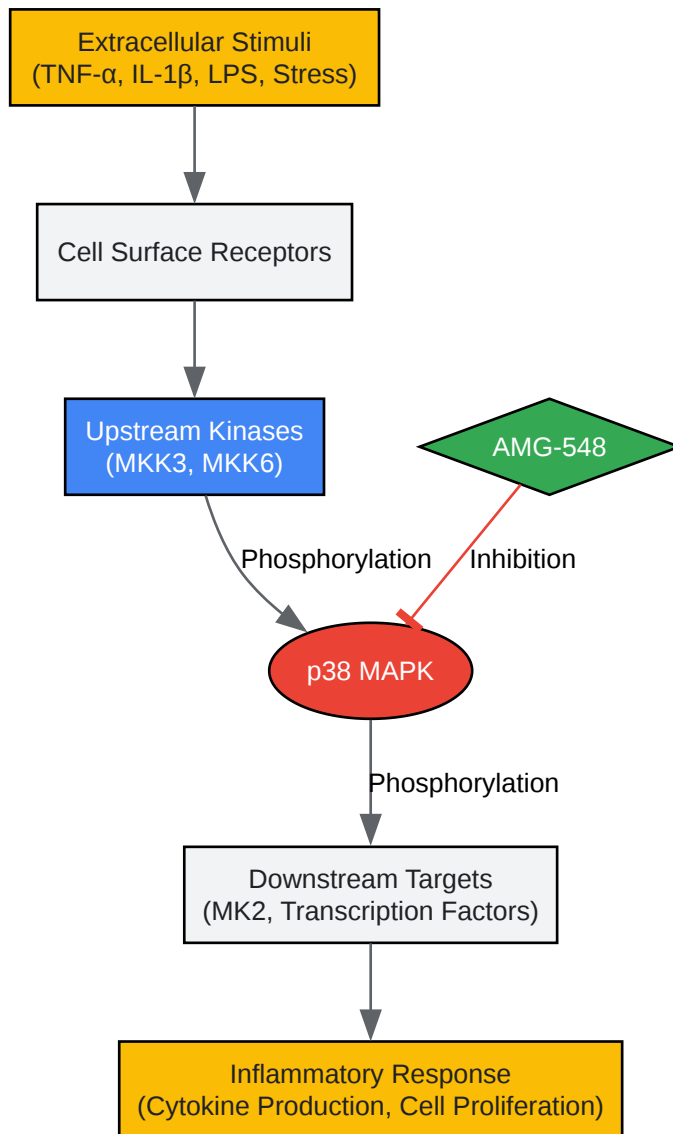 Extracellular Stimuli
(TNF-α, IL-1β, LPS, Stress)
Cell Surface Receptors
Upstream Kinases
(MKK3, MKK6)
AMG-548
Phosphorylation
Inhibition
p38 MAPK
Phosphorylation
Downstream Targets
(MK2, Transcription Factors)
Inflammatory Response
(Cytokine Production, Cell Proliferation)